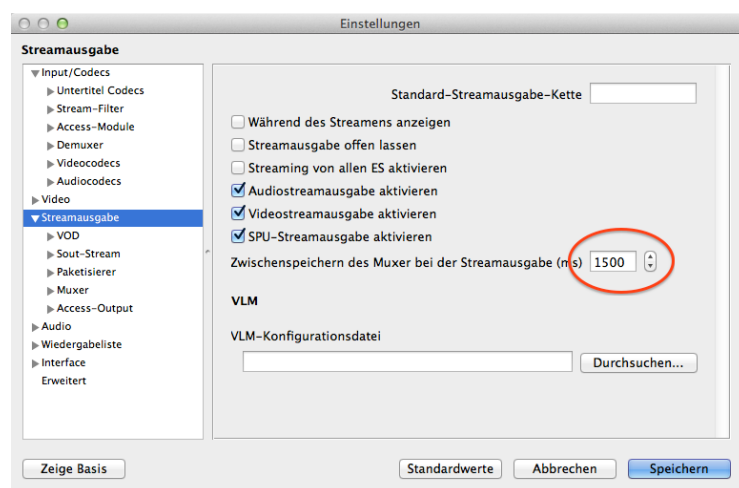 Einstellungen
Streamausgabe
Input/Codecs
Untertitel Codecs
Stream-Filter
Access-Module
Demuxer
Videocodecs
Audiocodecs
Video
Streamausgabe
VOD
Sout-Stream
Paketisierer
Muxer
Access-Output
Audio
Wiedergabeliste
Interface
Erweitert
Standard-Streamausgabe-Kette
Während des Streamens anzeigen
Streamausgabe offen lassen
Streaming von allen ES aktivieren
Audiostreamausgabe aktivieren
Videostreamausgabe aktivieren
SPU-Streamausgabe aktivieren
Zwischenspeichern des Muxer bei der Streamausgabe (ms) 1500
VLM
VLM-Konfigurationsdatei
Durchsuchen...
Zeige Basis Standardwerte Abbrechen Speichern